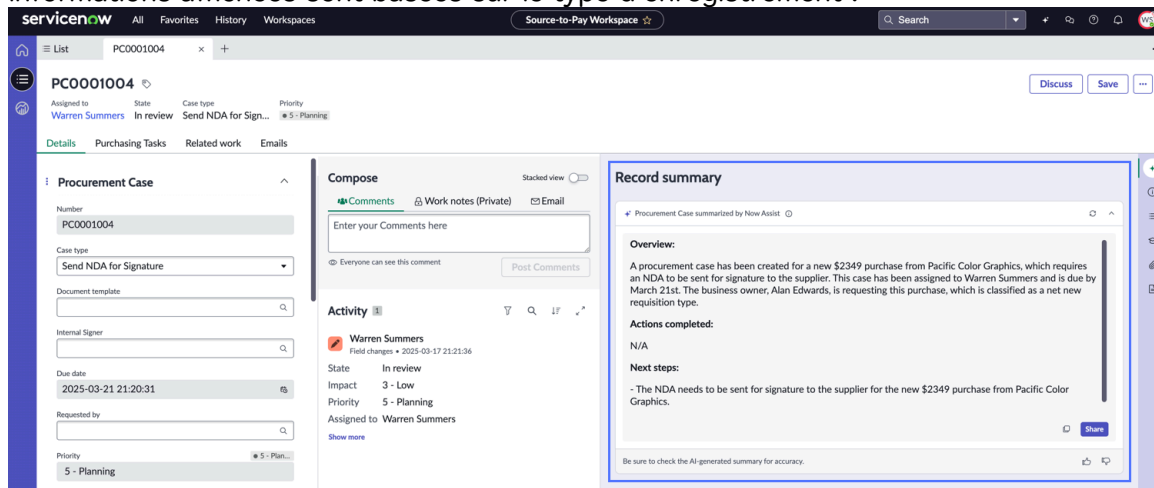 informations affichées sont basées sur le type d'enregistrement :
servicenow All Favorites History Workspaces Source-to-Pay Workspace Search WS
List PC0001004 × +
PC0001004 Discuss Save ...
Assigned to State Case type Priority
Warren Summers In review Send NDA for Sign... 5 - Planning
Details Purchasing Tasks Related work Emails
Procurement Case
Number
PC0001004
Case type
Send NDA for Signature
Document template
Internal Signer
Due date
2025-03-21 21:20:31
Requested by
Priority 5 - Plan...
5 - Planning
Compose Stacked view
Comments Work notes (Private) Email
Enter your Comments here
Everyone can see this comment Post Comments
Activity 1
Warren Summers
Field changes • 2025-03-17 21:21:36
State In review
Impact 3 - Low
Priority 5 - Planning
Assigned to Warren Summers
Show more
Record summary
Procurement Case summarized by Now Assist
Overview:
A procurement case has been created for a new $2349 purchase from Pacific Color Graphics, which requires
an NDA to be sent for signature to the supplier. This case has been assigned to Warren Summers and is due by
March 21st. The business owner, Alan Edwards, is requesting this purchase, which is classified as a net new
requisition type.
Actions completed:
N/A
Next steps:
- The NDA needs to be sent for signature to the supplier for the new $2349 purchase from Pacific Color
Graphics.
Share
Be sure to check the AI-generated summary for accuracy.